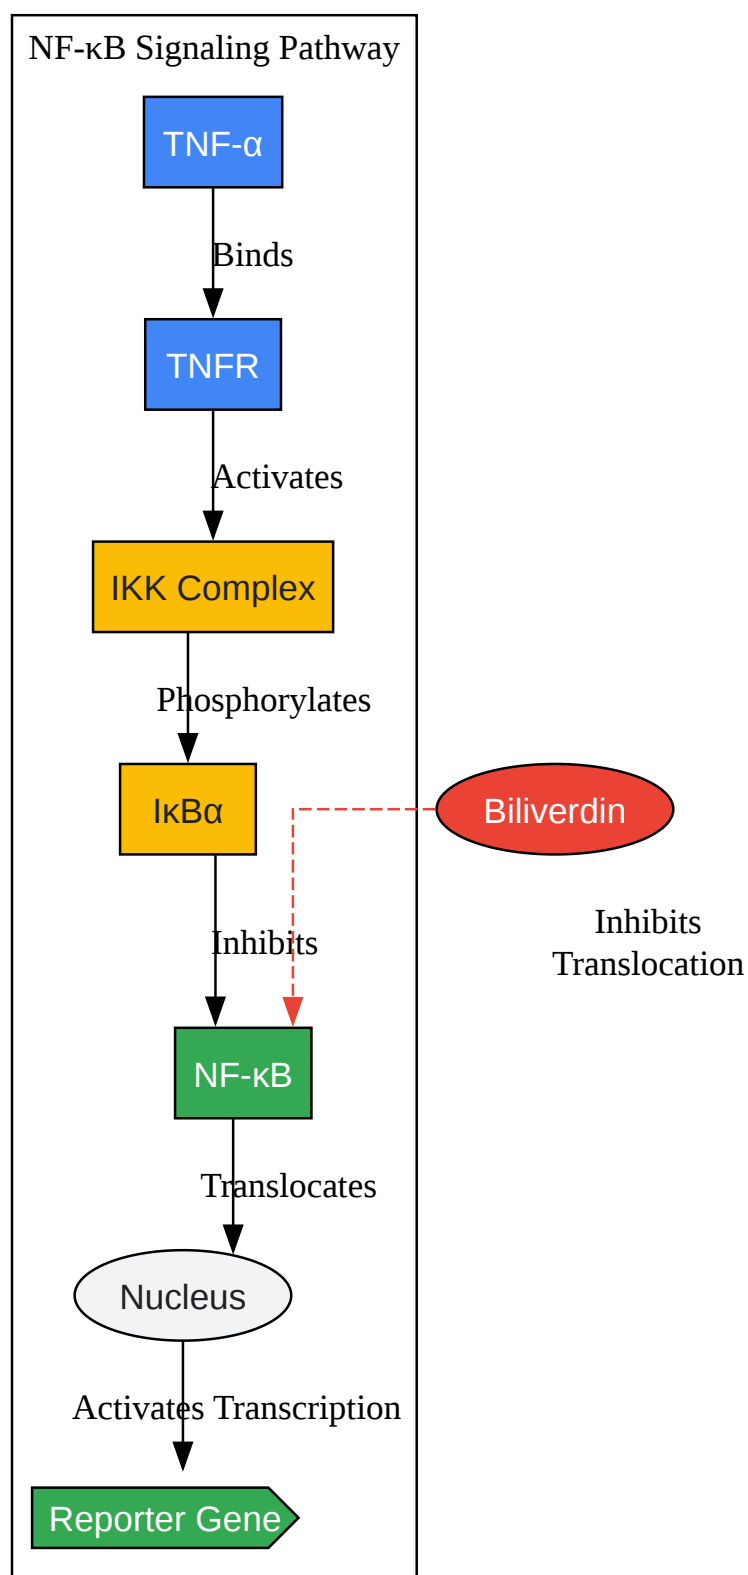 NF-κB Signaling Pathway
TNF-α
Binds
TNFR
Activates
IKK Complex
Phosphorylates
IκBα
Biliverdin
Inhibits
Inhibits
Translocation
NF-κB
Translocates
Nucleus
Activates Transcription
Reporter Gene